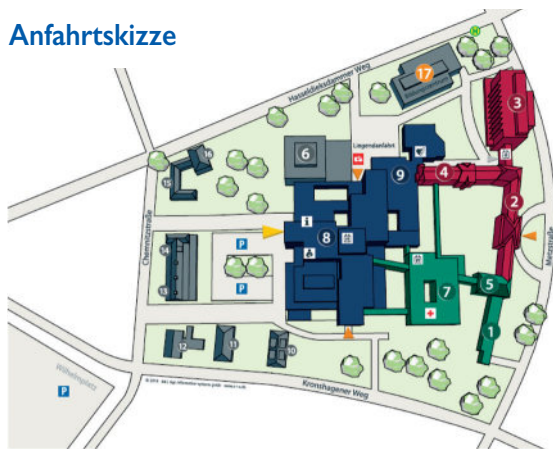 Anfahrtskizze
H
Hasseldieksdammer Weg
17
3
Liegendanfahrt
6
16
9
4
15
2
i
Chemnitzstraße
P
8
Metzstraße
14
7
5
13
P
1
12
11
10
Wilhelmplatz
P
Kronshagener Weg